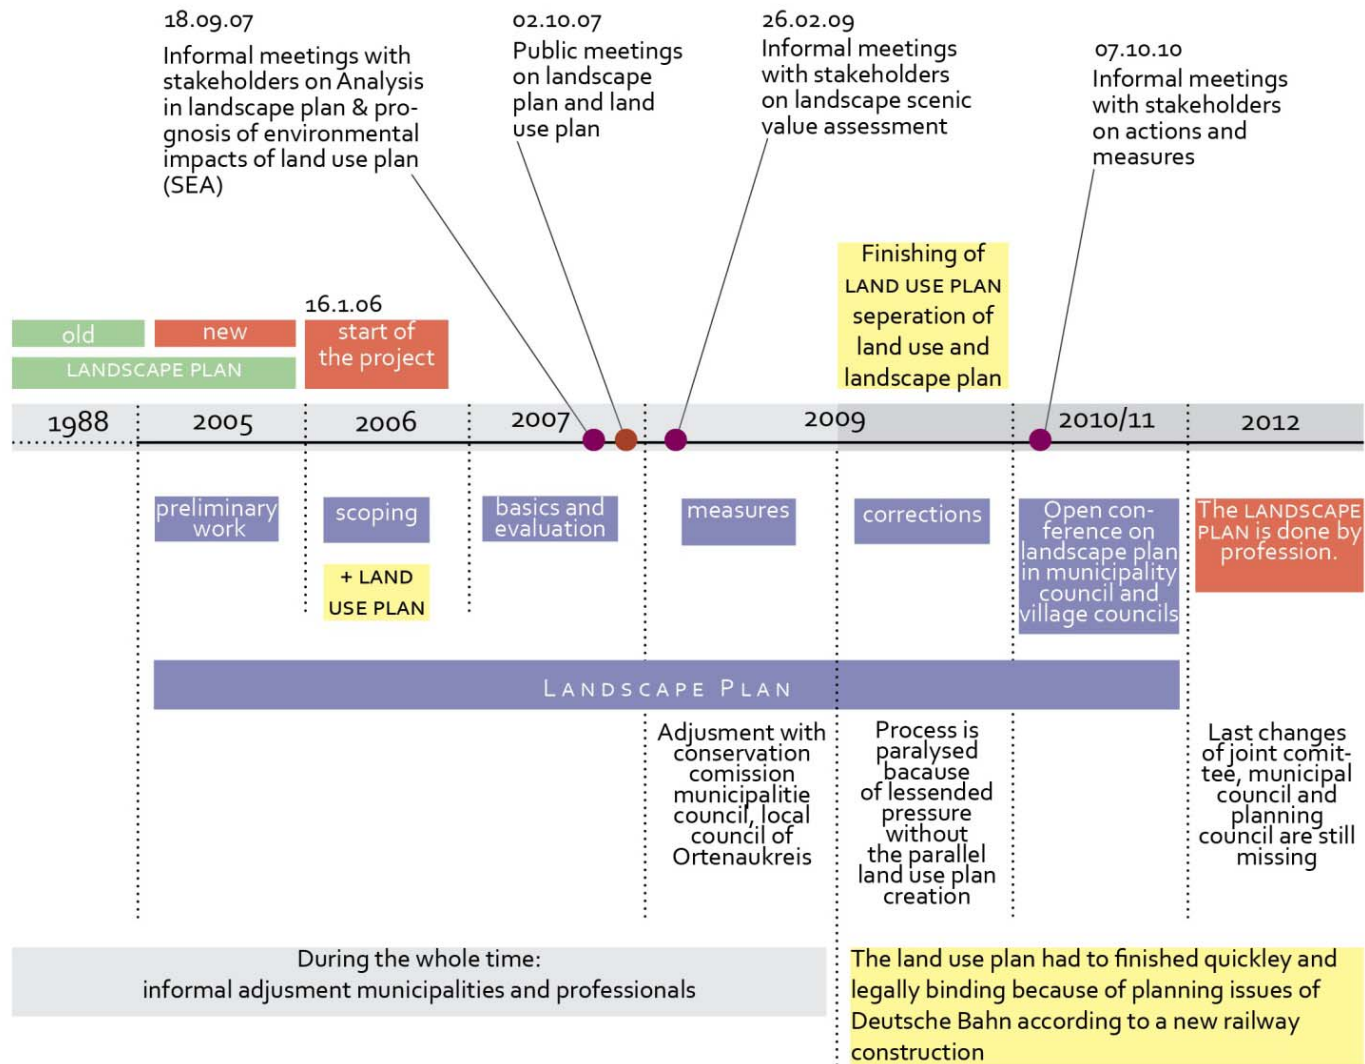 18.09.07
Informal meetings with
stakeholders on Analysis
in landscape plan & pro-
gnosis of environmental
impacts of land use plan
(SEA)
02.10.07
Public meetings
on landscape
plan and land
use plan
26.02.09
Informal meetings
with stakeholders
on landscape scenic
value assessment
07.10.10
Informal meetings
with stakeholders
on actions and
measures
Finishing of
LAND USE PLAN
seperation of
land use and
landscape plan
old
new
LANDSCAPE PLAN
16.1.06
start of
the project
1988
2005
2006
2007
2009
2010/11
2012
preliminary
work
scoping
+ LAND
USE PLAN
basics and
evaluation
measures
corrections
Open con-
ference on
landscape plan
in municipality
council and
village councils
The LANDSCAPE
PLAN is done by
profession.
LANDSCAPE PLAN
Adjusment with
conservation
comission
municipalitie
council, local
council of
Ortenaukreis
Process is
paralysed
bacause
of lessended
pressure
without
the parallel
land use plan
creation
Last changes
of joint comit-
tee, municipal
council and
planning
council are still
missing
During the whole time:
informal adjusment municipalities and professionals
The land use plan had to finished quickley and
legally binding because of planning issues of
Deutsche Bahn according to a new railway
construction